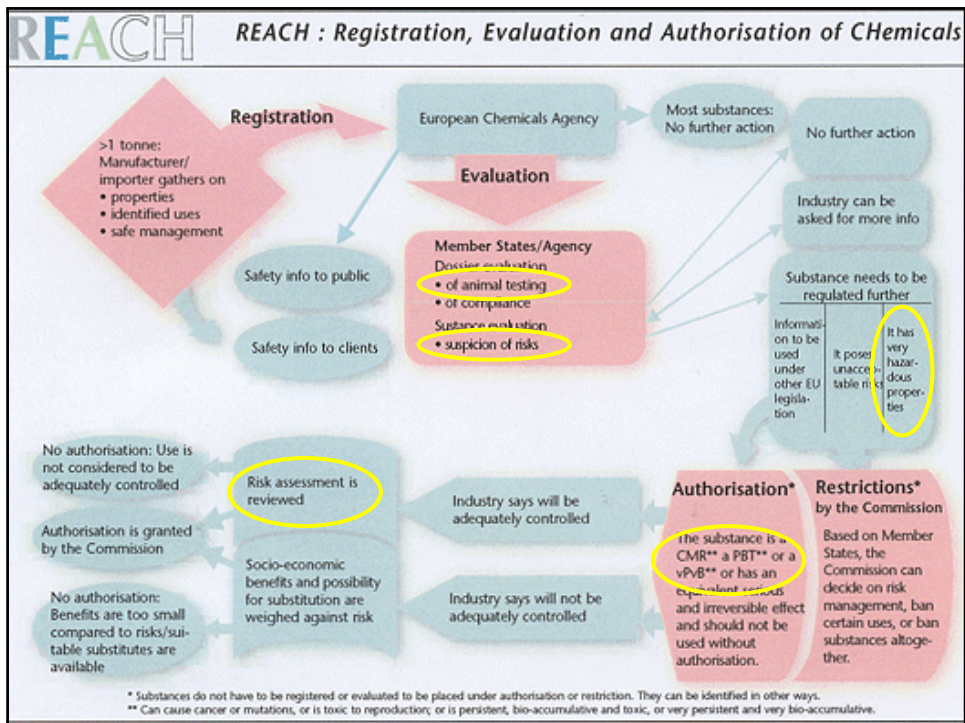 REACH
REACH : Registration, Evaluation and Authorisation of CHemicals
Registration
>1 tonne:
Manufacturer/
importer gathers on
• properties
• identified uses
• safe management
European Chemicals Agency
Most substances:
No further action
No further action
Evaluation
Industry can be
asked for more info
Member States/Agency
Dossier evaluation
• of animal testing
• of compliance
Sustance evaluation
• suspicion of risks
Safety info to public
Safety info to clients
Substance needs to be
regulated further
Informati-
on to be
used
under
other EU
legisla-
tion
It poses
unaccep-
table risks
It has
very
hazar-
dous
proper-
ties
Authorisation*
The substance is a
CMR** a PBT** or a
vPvB** or has an
equivalent serious
and irreversible effect
and should not be
used without
authorisation.
Restrictions*
by the Commission
Based on Member
States, the
Commission can
decide on risk
management, ban
certain uses, or ban
substances altoge-
ther.
Industry says will be
adequately controlled
Industry says will not be
adequately controlled
Risk assessment is
reviewed
Socio-economic
benefits and possibility
for substitution are
weighed against risk
No authorisation: Use is
not considered to be
adequately controlled
Authorisation is granted
by the Commission
No authorisation:
Benefits are too small
compared to risks/sui-
table substitutes are
available
* Substances do not have to be registered or evaluated to be placed under authorisation or restriction. They can be identified in other ways.
** Can cause cancer or mutations, or is toxic to reproduction; or is persistent, bio-accumulative and toxic, or very persistent and very bio-accumulative.